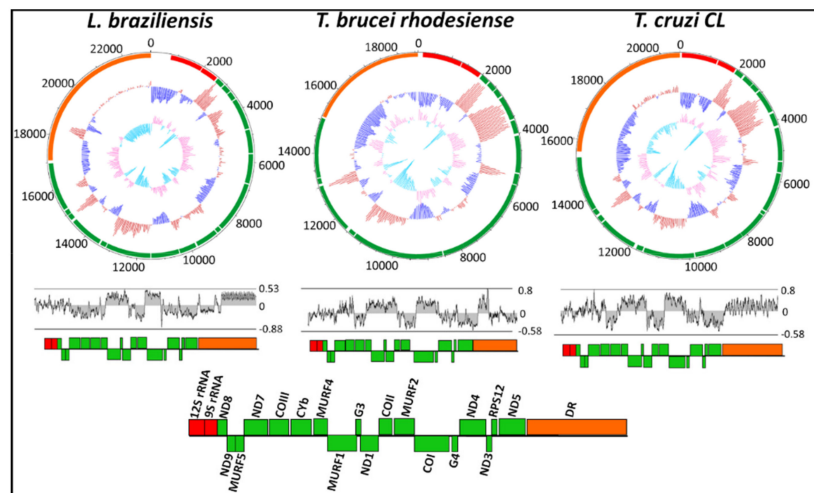 L. braziliensis
T. brucei rhodesiense
T. cruzi CL
0
2000
4000
6000
8000
10000
12000
14000
16000
18000
20000
22000
0
2000
4000
6000
8000
10000
12000
14000
16000
18000
0
2000
4000
6000
8000
10000
12000
14000
16000
18000
20000
0.53
0
-0.88
0.8
0
-0.58
0.8
0
-0.58
12S rRNA
9S rRNA
ND8
ND9
MURF5
ND7
COIII
CYb
MURF4
MURF1
G3
ND1
COII
MURF2
COI
G4
ND4
ND3
RPS12
ND5
DR